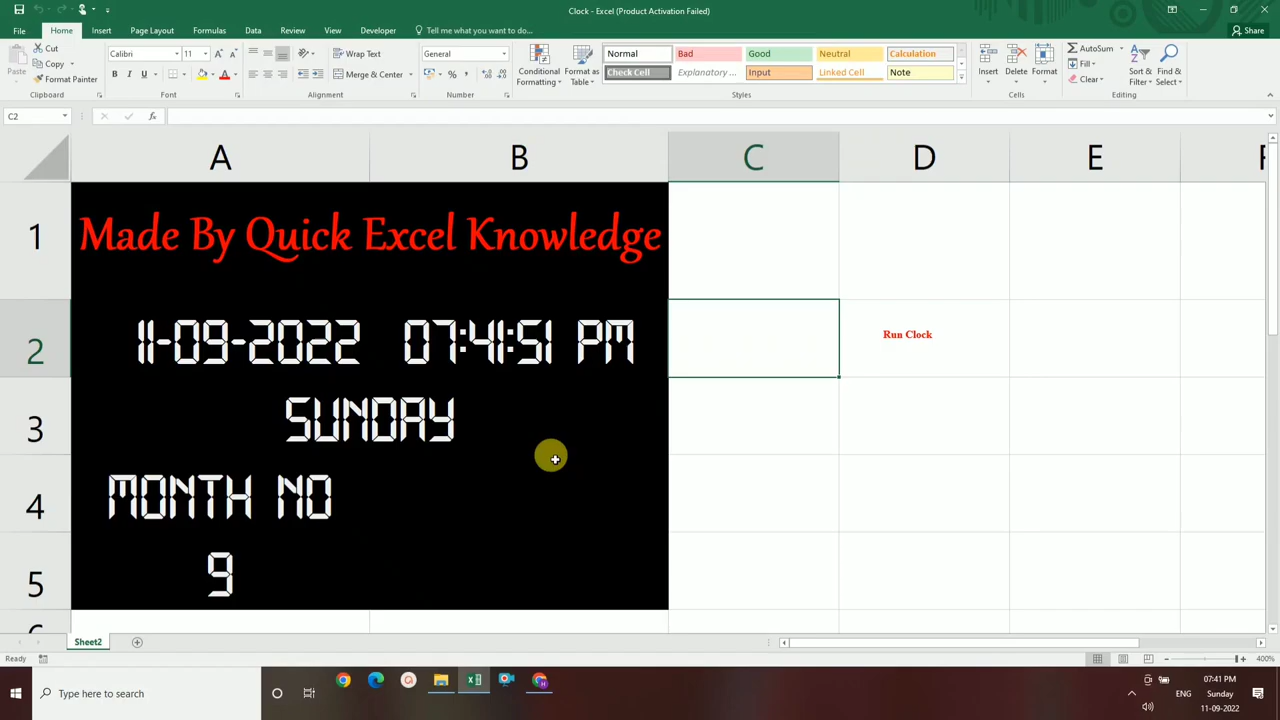 Clock - Excel (Product Activation Failed)
File Home Insert Page Layout Formulas Data Review View Developer Tell me what you want to do... Share
Cut
Copy
Format Painter
Paste
Calibri 11
B I U
Wrap Text
Merge & Center
General
% ,
Conditional Formatting
Format as Table
Normal Bad Good Neutral Calculation
Check Cell Explanatory ... Input Linked Cell Note
Insert Delete Format
AutoSum
Fill
Clear
Sort & Filter
Find & Select
Clipboard Font Alignment Number Styles Cells Editing
C2 fx
A B C D E F
1 Made By Quick Excel Knowledge
2 11-09-2022 07:41:51 PM Run Clock
3 SUNDAY
4 MONTH NO
5 9
6
Sheet2
Ready 400%
Type here to search
07:41 PM
ENG Sunday
11-09-2022